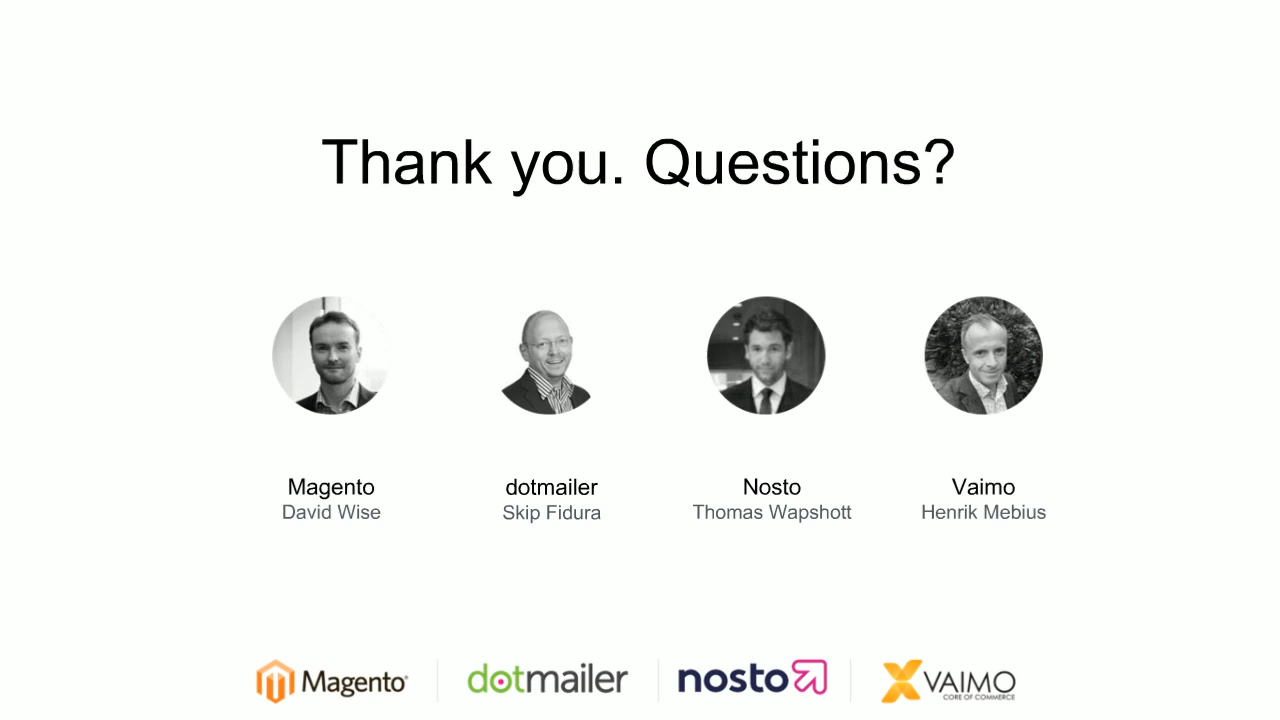 Thank you. Questions?
Magento dotmailer Nosto Vaimo
David Wise Skip Fidura Thomas Wapshott Henrik Mebius
Magento® dotmailer nosto VAIMO
CORE OF COMMERCE